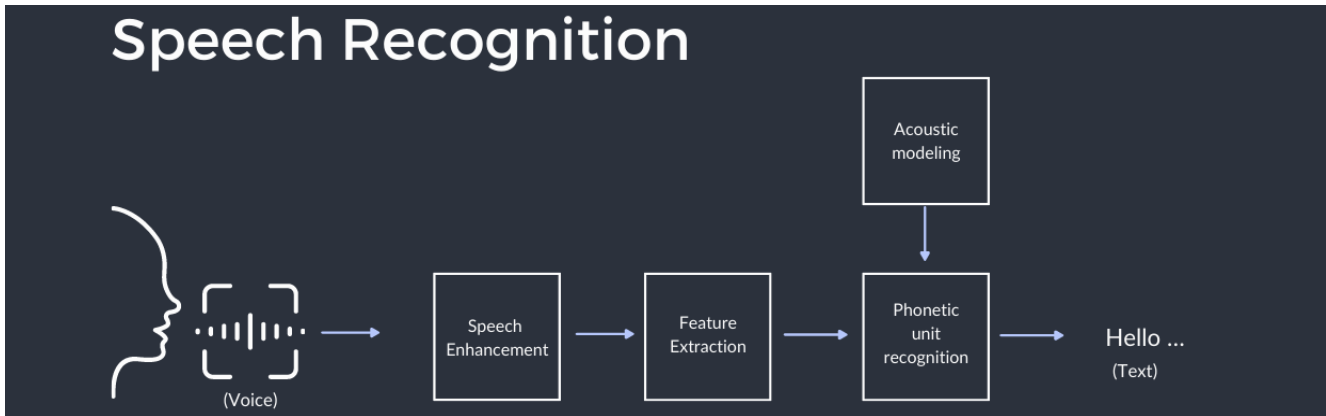 Speech Recognition
Acoustic
modeling
Speech
Enhancement
Feature
Extraction
Phonetic
unit
recognition
Hello ...
(Text)
(Voice)